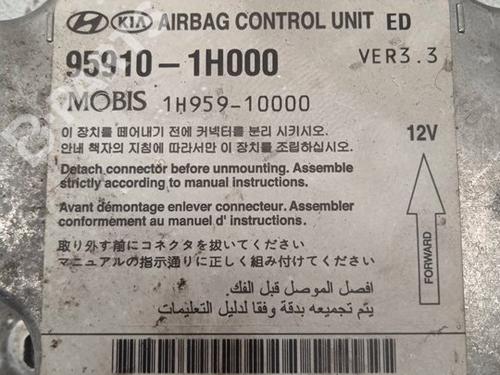 HYUNDAI KIA AIRBAG CONTROL UNIT ED
95910-1H000
VER3.3
MOBIS 1H959-10000
이 장치를 떼어내기 전에 커넥터를 분리 시키시오.
안내 책자의 지침에 따라서만 이 장치를 조립하십시오.
12V
Detach connector before unmounting. Assemble
strictly according to manual instructions.
Avant démontage enlever connecteur. Assembler
conformement au manuel d' instructions.
FORWARD
取り外す前にコネクタを抜いてください
マニュアルの指示通りに正しく組み付けてください
افصل الموصل قبل الفك.
يتم تجميعه بدقة وفقا لدليل التعليمات